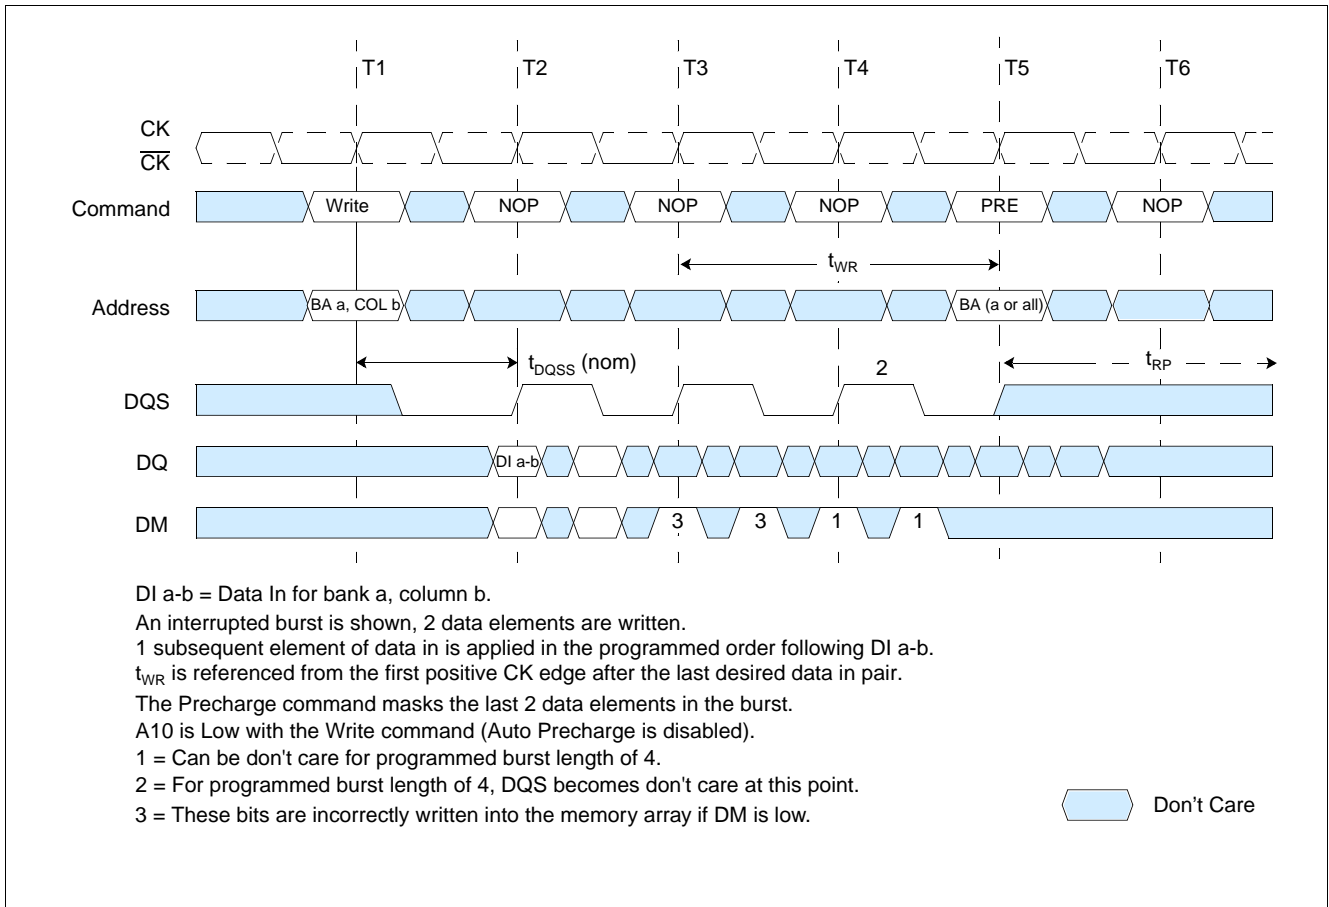 T1 T2 T3 T4 T5 T6
CK
CK
Command Write NOP NOP NOP PRE NOP
tWR
Address BA a, COL b BA (a or all)
tDQSS (nom) 2 tRP
DQS
DQ DI a-b
DM 3 3 1 1
DI a-b = Data In for bank a, column b.
An interrupted burst is shown, 2 data elements are written.
1 subsequent element of data in is applied in the programmed order following DI a-b.
tWR is referenced from the first positive CK edge after the last desired data in pair.
The Precharge command masks the last 2 data elements in the burst.
A10 is Low with the Write command (Auto Precharge is disabled).
1 = Can be don't care for programmed burst length of 4.
2 = For programmed burst length of 4, DQS becomes don't care at this point.
3 = These bits are incorrectly written into the memory array if DM is low.
Don't Care